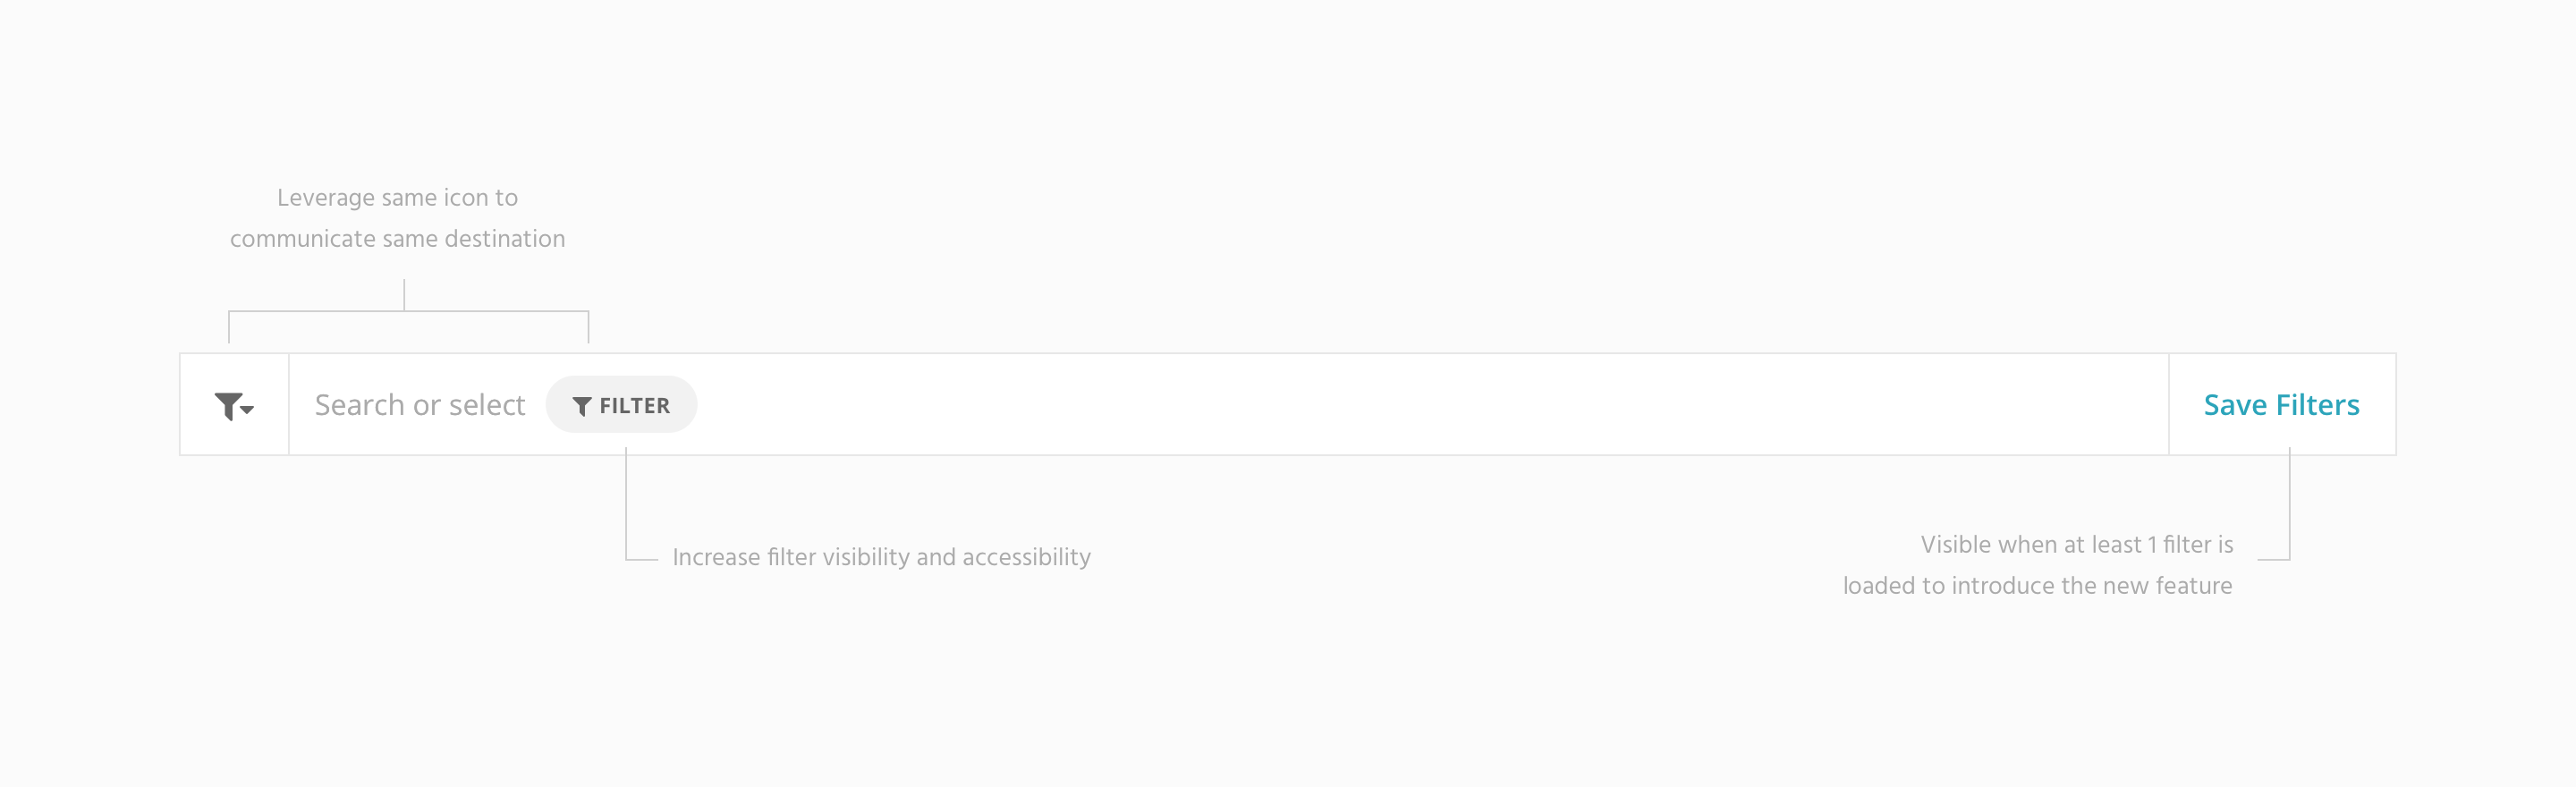 Leverage same icon to
communicate same destination
Search or select FILTER Save Filters
Increase filter visibility and accessibility
Visible when at least 1 filter is
loaded to introduce the new feature